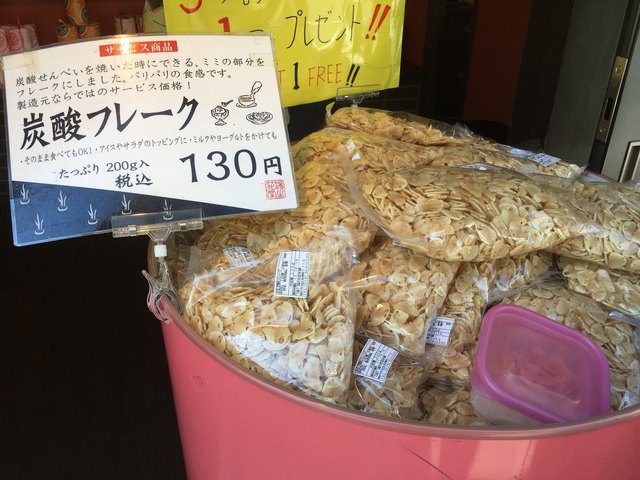 プレゼント!!
1 FREE!!
サービス商品
炭酸せんべいを焼いた時にできる、ミミの部分を
フレークにしました。パリパリの食感です。
製造元ならではのサービス価格!
炭酸フレーク
・そのまま食べてもOK!・アイスやサラダのトッピングに・ミルクやヨーグルトをかけても
たっぷり 200g入
税込 130円